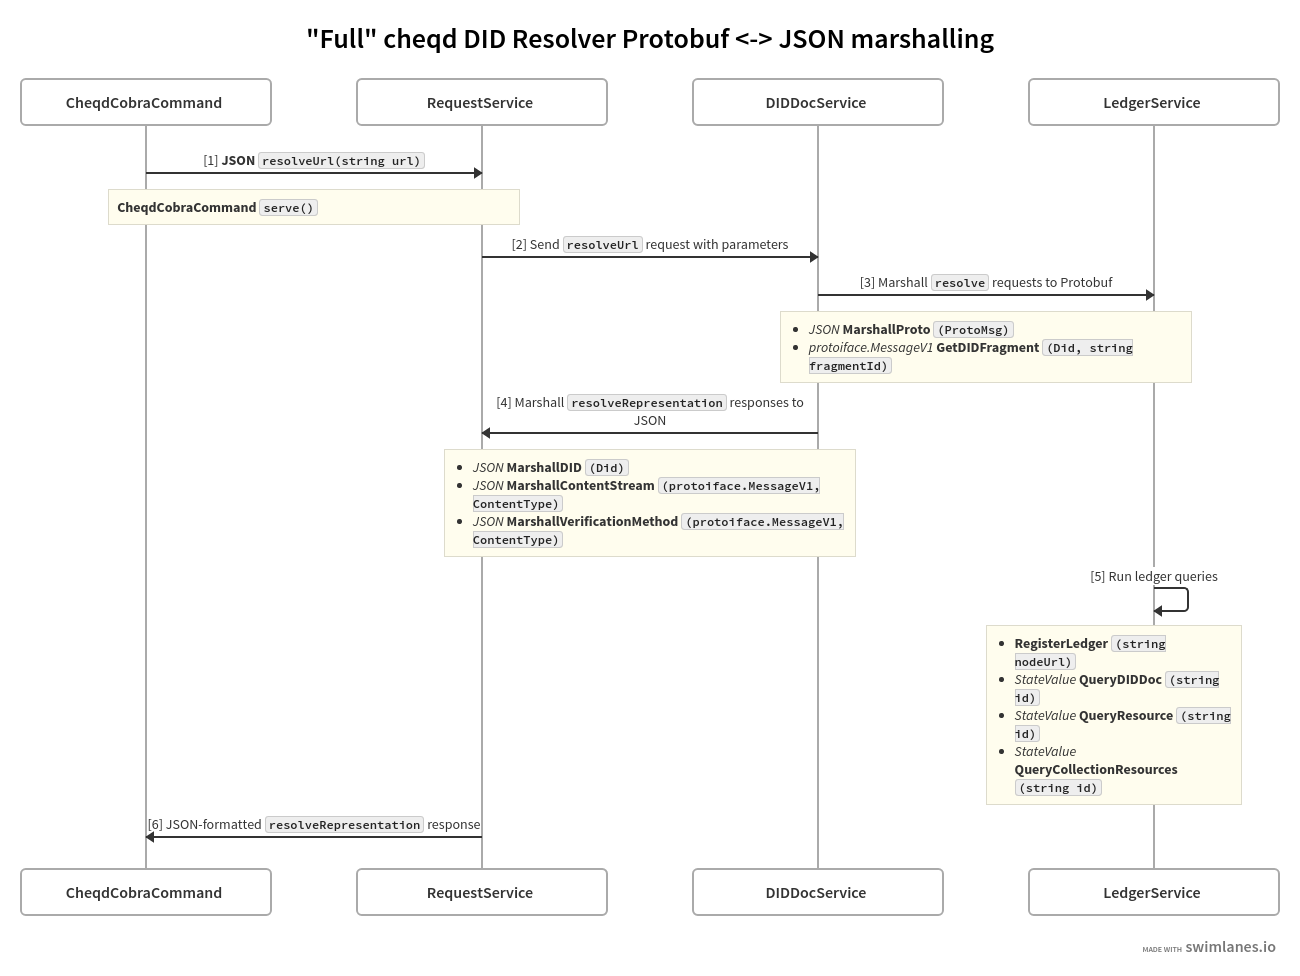 "Full" cheqd DID Resolver Protobuf <-> JSON marshalling
CheqdCobraCommand
RequestService
DIDDocService
LedgerService
[1] JSON resolveUrl(string url)
CheqdCobraCommand serve()
[2] Send resolveUrl request with parameters
[3] Marshall resolve requests to Protobuf
• JSON MarshallProto (ProtoMsg)
• protoiface.MessageV1 GetDIDFragment (Did, string
fragmentId)
[4] Marshall resolveRepresentation responses to
JSON
• JSON MarshallDID (Did)
• JSON MarshallContentStream (protoiface.MessageV1,
ContentType)
• JSON MarshallVerificationMethod (protoiface.MessageV1,
ContentType)
[5] Run ledger queries
• RegisterLedger (string
nodeUrl)
• StateValue QueryDIDDoc (string
id)
• StateValue QueryResource (string
id)
• StateValue
QueryCollectionResources
(string id)
[6] JSON-formatted resolveRepresentation response
CheqdCobraCommand
RequestService
DIDDocService
LedgerService
MADE WITH swimlanes.io